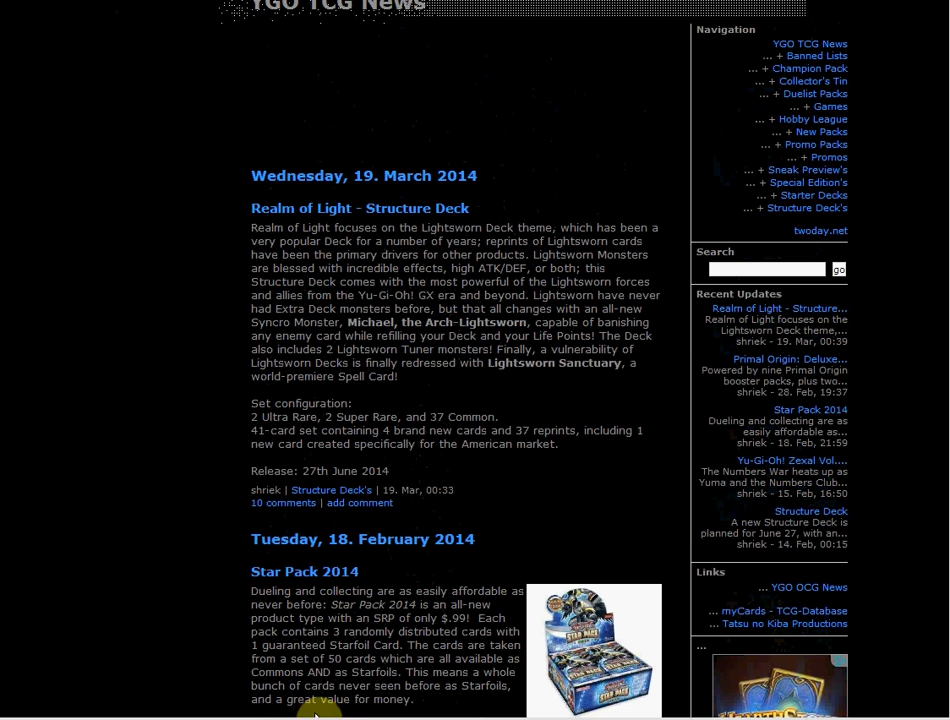 YGO TCG News
Wednesday, 19. March 2014
Realm of Light - Structure Deck
Realm of Light focuses on the Lightsworn Deck theme, which has been a
very popular Deck for a number of years; reprints of Lightsworn cards
have been the primary drivers for other products. Lightsworn Monsters
are blessed with incredible effects, high ATK/DEF, or both; this
Structure Deck comes with the most powerful of the Lightsworn forces
and allies from the Yu-Gi-Oh! GX era and beyond. Lightsworn have never
had Extra Deck monsters before, but that all changes with an all-new
Syncro Monster, Michael, the Arch-Lightsworn, capable of banishing
any enemy card while refilling your Deck and your Life Points! The Deck
also includes 2 Lightsworn Tuner monsters! Finally, a vulnerability of
Lightsworn Decks is finally redressed with Lightsworn Sanctuary, a
world-premiere Spell Card!
Set configuration:
2 Ultra Rare, 2 Super Rare, and 37 Common.
41-card set containing 4 brand new cards and 37 reprints, including 1
new card created specifically for the American market.
Release: 27th June 2014
shriek | Structure Deck's | 19. Mar, 00:33
10 comments | add comment
Tuesday, 18. February 2014
Star Pack 2014
Dueling and collecting are as easily affordable as
never before: Star Pack 2014 is an all-new
product type with an SRP of only $.99! Each
pack contains 3 randomly distributed cards with
1 guaranteed Starfoil Card. The cards are taken
from a set of 50 cards which are all available as
Commons AND as Starfoils. This means a whole
bunch of cards never seen before as Starfoils,
and a great value for money.
STAR PACK
Navigation
YGO TCG News
... + Banned Lists
... + Champion Pack
... + Collector's Tin
... + Duelist Packs
... + Games
... + Hobby League
... + New Packs
... + Promo Packs
... + Promos
... + Sneak Preview's
... + Special Edition's
... + Starter Decks
... + Structure Deck's
twoday.net
Search
go
Recent Updates
Realm of Light - Structure...
Realm of Light focuses on the
Lightsworn Deck theme,...
shriek - 19. Mar, 00:39
Primal Origin: Deluxe...
Powered by nine Primal Origin
booster packs, plus two...
shriek - 28. Feb, 19:37
Star Pack 2014
Dueling and collecting are as
easily affordable as...
shriek - 18. Feb, 21:59
Yu-Gi-Oh! Zexal Vol....
The Numbers War heats up as
Yuma and the Numbers Club...
shriek - 15. Feb, 16:50
Structure Deck
A new Structure Deck is
planned for June 27, with an...
shriek - 14. Feb, 00:15
Links
... YGO OCG News
... myCards - TCG-Database
... Tatsu no Kiba Productions
...